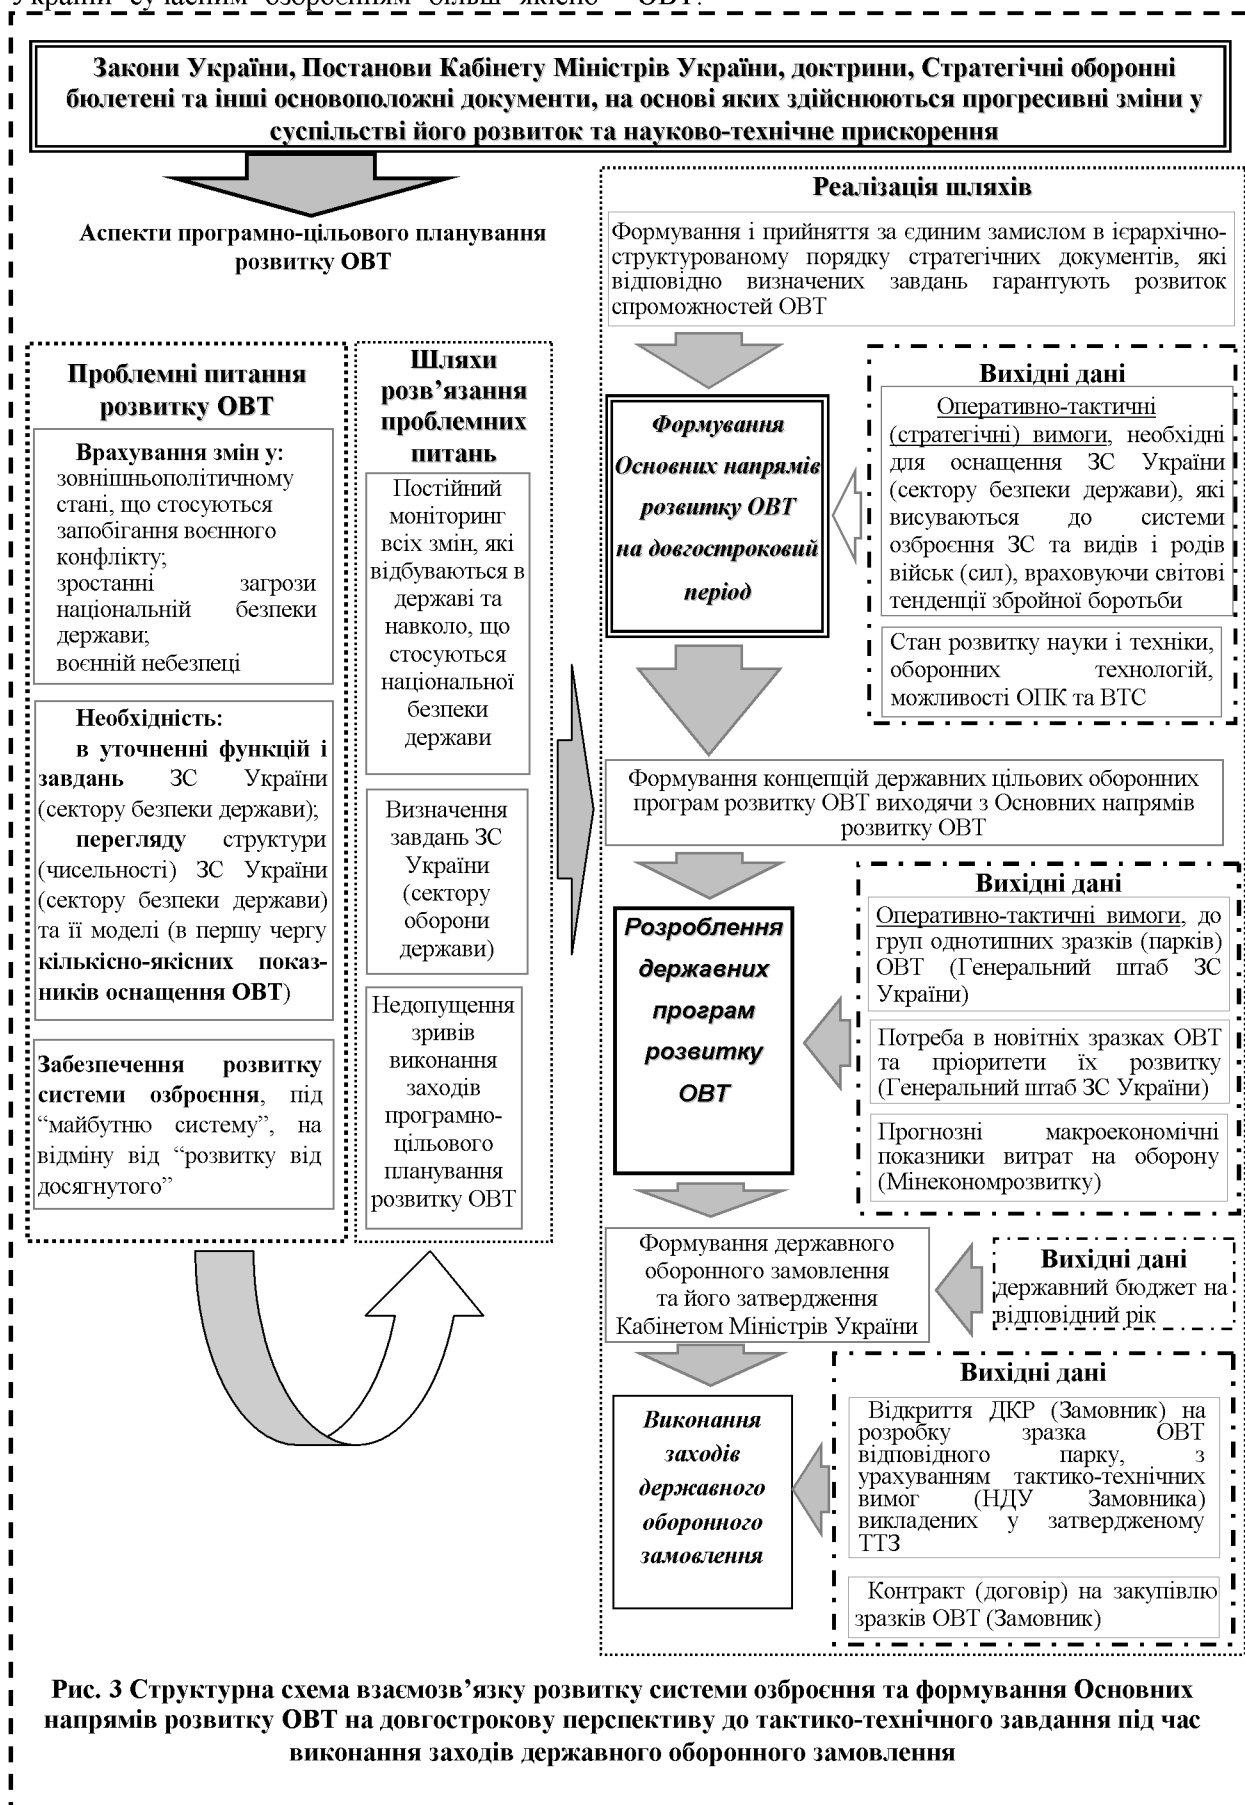 України сучасним озброєнням більш якісно ОВТ.
Закони України, Постанови Кабінету Міністрів України, доктрини, Стратегічні оборонні
бюлетені та інші основоположні документи, на основі яких здійснюються прогресивні зміни у
суспільстві його розвиток та науково-технічне прискорення
Аспекти програмно-цільового планування
розвитку ОВТ
Проблемні питання
розвитку ОВТ
Врахування змін у:
зовнішньополітичному
стані, що стосуються
запобігання воєнного
конфлікту;
зростанні загрози
національній безпеки
держави;
воєнній небезпеці
Необхідність:
в уточненні функцій і
завдань ЗС України
(сектору безпеки держави);
перегляду структури
(чисельності) ЗС України
(сектору безпеки держави)
та її моделі (в першу чергу
кількісно-якісних показ-
ників оснащення ОВТ)
Забезпечення розвитку
системи озброєння, під
“майбутню систему”, на
відміну від “розвитку від
досягнутого”
Шляхи
розв’язання
проблемних
питань
Постійний
моніторинг
всіх змін, які
відбуваються в
державі та
навколо, що
стосуються
національної
безпеки
держави
Визначення
завдань ЗС
України
(сектору
оборони
держави)
Недопущення
зривів
виконання
заходів
програмно-
цільового
планування
розвитку ОВТ
Реалізація шляхів
Формування і прийняття за єдиним замислом в ієрархічно-
структурованому порядку стратегічних документів, які
відповідно визначених завдань гарантують розвиток
спроможностей ОВТ
Формування
Основних напрямів
розвитку ОВТ
на довгостроковий
період
Вихідні дані
Оперативно-тактичні
(стратегічні) вимоги, необхідні
для оснащення ЗС України
(сектору безпеки держави), які
висуваються до системи
озброєння ЗС та видів і родів
військ (сил), враховуючи світові
тенденції збройної боротьби
Стан розвитку науки і техніки,
оборонних технологій,
можливості ОПК та ВТС
Формування концепцій державних цільових оборонних
програм розвитку ОВТ виходячи з Основних напрямів
розвитку ОВТ
Розроблення
державних
програм
розвитку
ОВТ
Вихідні дані
Оперативно-тактичні вимоги, до
груп однотипних зразків (парків)
ОВТ (Генеральний штаб ЗС
України)
Потреба в новітніх зразках ОВТ
та пріоритети їх розвитку
(Генеральний штаб ЗС України)
Прогнозні макроекономічні
показники витрат на оборону
(Мінекономрозвитку)
Формування державного
оборонного замовлення
та його затвердження
Кабінетом Міністрів України
Вихідні дані
державний бюджет на
відповідний рік
Виконання
заходів
державного
оборонного
замовлення
Вихідні дані
Відкриття ДКР (Замовник) на
розробку зразка ОВТ
відповідного парку, з
урахуванням тактико-технічних
вимог (НДУ Замовника)
викладених у затвердженому
ТТЗ
Контракт (договір) на закупівлю
зразків ОВТ (Замовник)
Рис. 3 Структурна схема взаємозв’язку розвитку системи озброєння та формування Основних
напрямів розвитку ОВТ на довгострокову перспективу до тактико-технічного завдання під час
виконання заходів державного оборонного замовлення